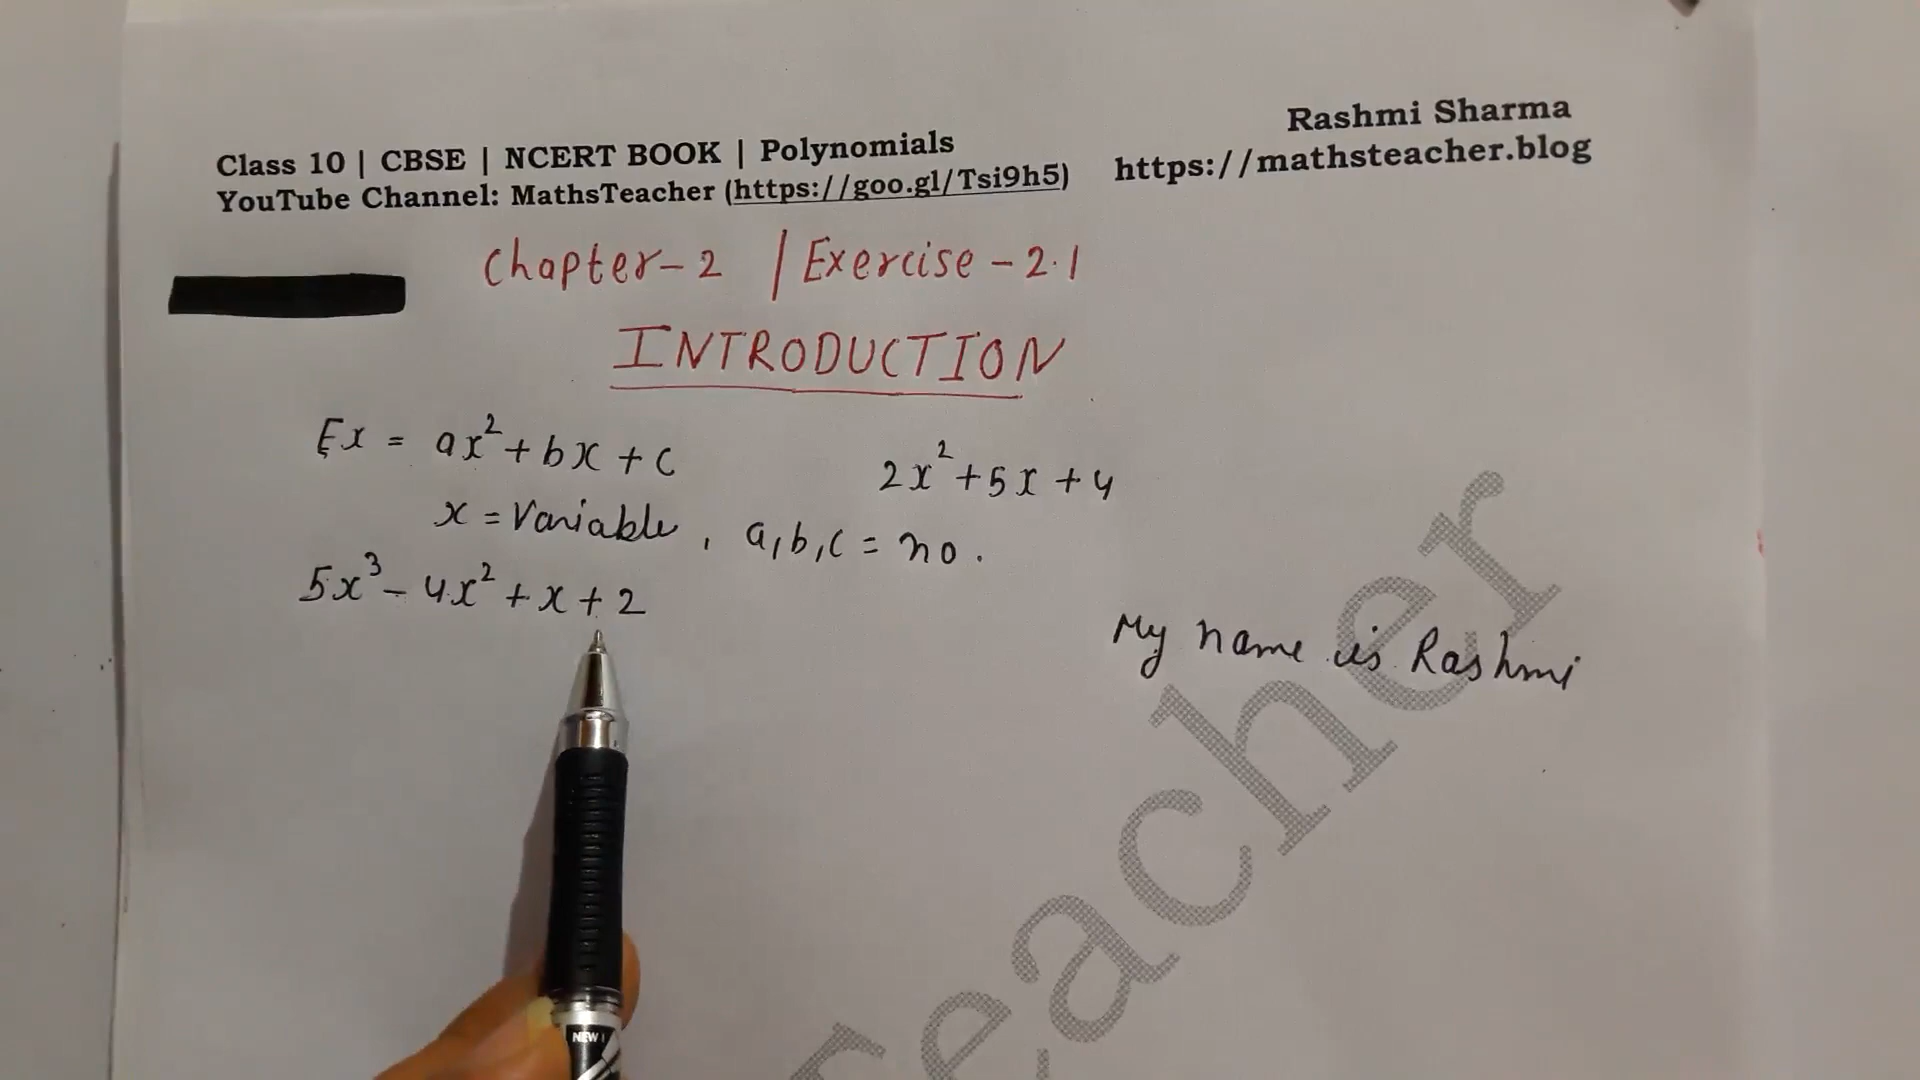 Class 10 | CBSE | NCERT BOOK | Polynomials
Rashmi Sharma
YouTube Channel: MathsTeacher (https://goo.gl/Tsi9h5)
https://mathsteacher.blog
Chapter-2 | Exercise-2.1
INTRODUCTION
Ex = ax²+bx+c
2x²+5x+4
x = Variable, a,b,c = no.
5x³-4x²+x+2
My name is Rashmi
eacher
NEW!